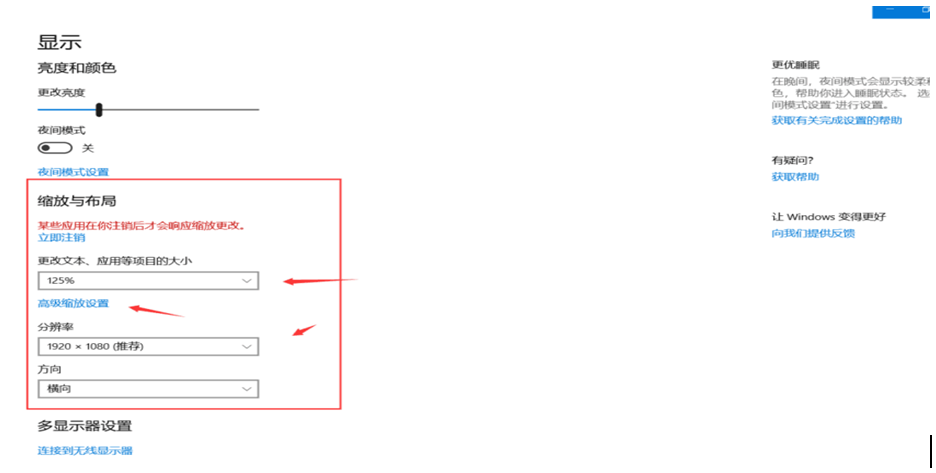 显示
亮度和颜色
更改亮度
夜间模式
关
夜间模式设置
缩放与布局
某些应用在你注销后才会响应缩放更改。
立即注销
更改文本、应用等项目的大小
125%
高级缩放设置
分辨率
1920 × 1080 (推荐)
方向
横向
多显示器设置
连接到无线显示器
更优睡眠
在晚间，夜间模式会显示较柔和
色，帮助你进入睡眠状态。 选
间模式设置"进行设置。
获取有关完成设置的帮助
有疑问?
获取帮助
让 Windows 变得更好
向我们提供反馈